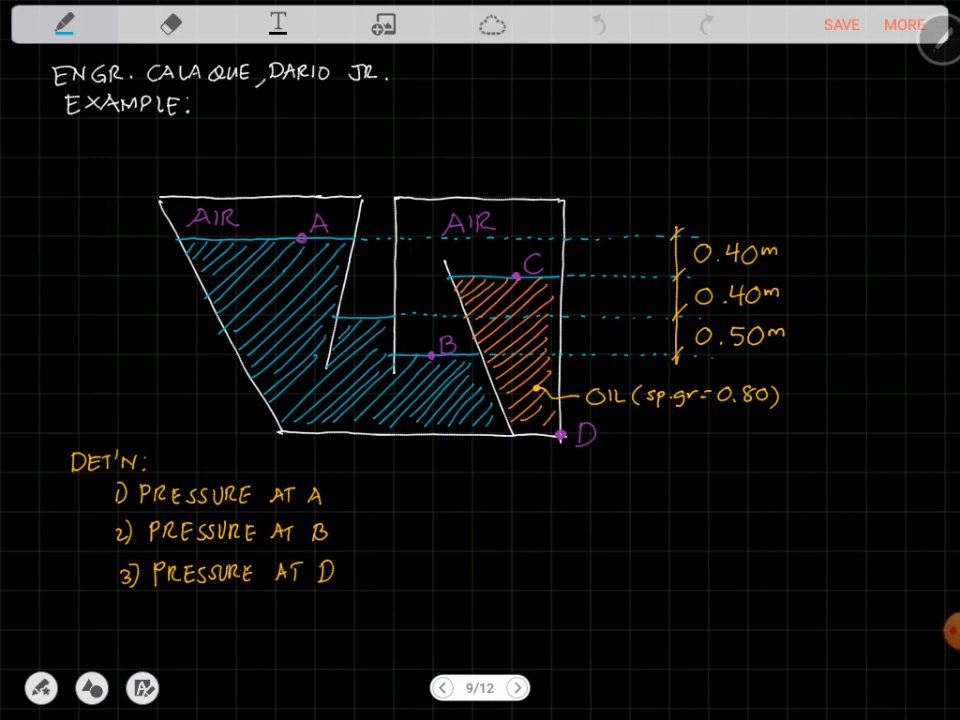 T
SAVE
MORE
ENGR. CALAQUE, DARIO JR.
EXAMPLE:
AIR
A
AIR
0.40m
C
0.40m
B
0.50m
OIL (sp.gr=0.80)
D
DET'N:
1) PRESSURE AT A
2) PRESSURE AT B
3) PRESSURE AT D
A
9/12